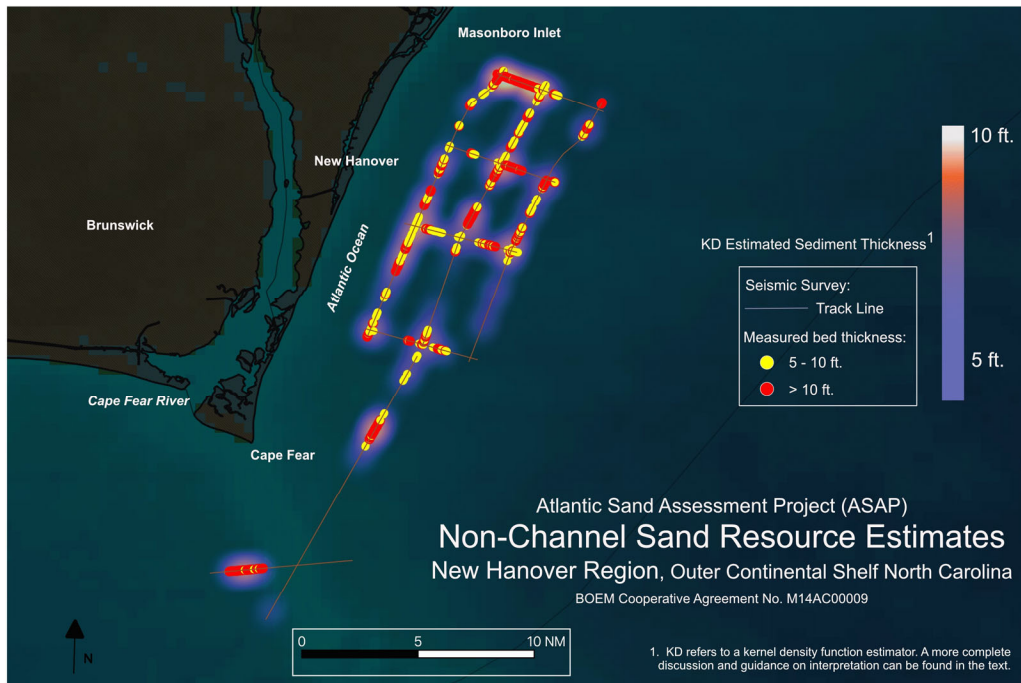 Masonboro Inlet
New Hanover
Brunswick
Atlantic Ocean
Cape Fear River
Cape Fear
10 ft.
5 ft.
KD Estimated Sediment Thickness1
Seismic Survey:
Track Line
Measured bed thickness:
5 - 10 ft.
> 10 ft.
Atlantic Sand Assessment Project (ASAP)
Non-Channel Sand Resource Estimates
New Hanover Region, Outer Continental Shelf North Carolina
BOEM Cooperative Agreement No. M14AC00009
N
0 5 10 NM
1. KD refers to a kernel density function estimator. A more complete
discussion and guidance on interpretation can be found in the text.